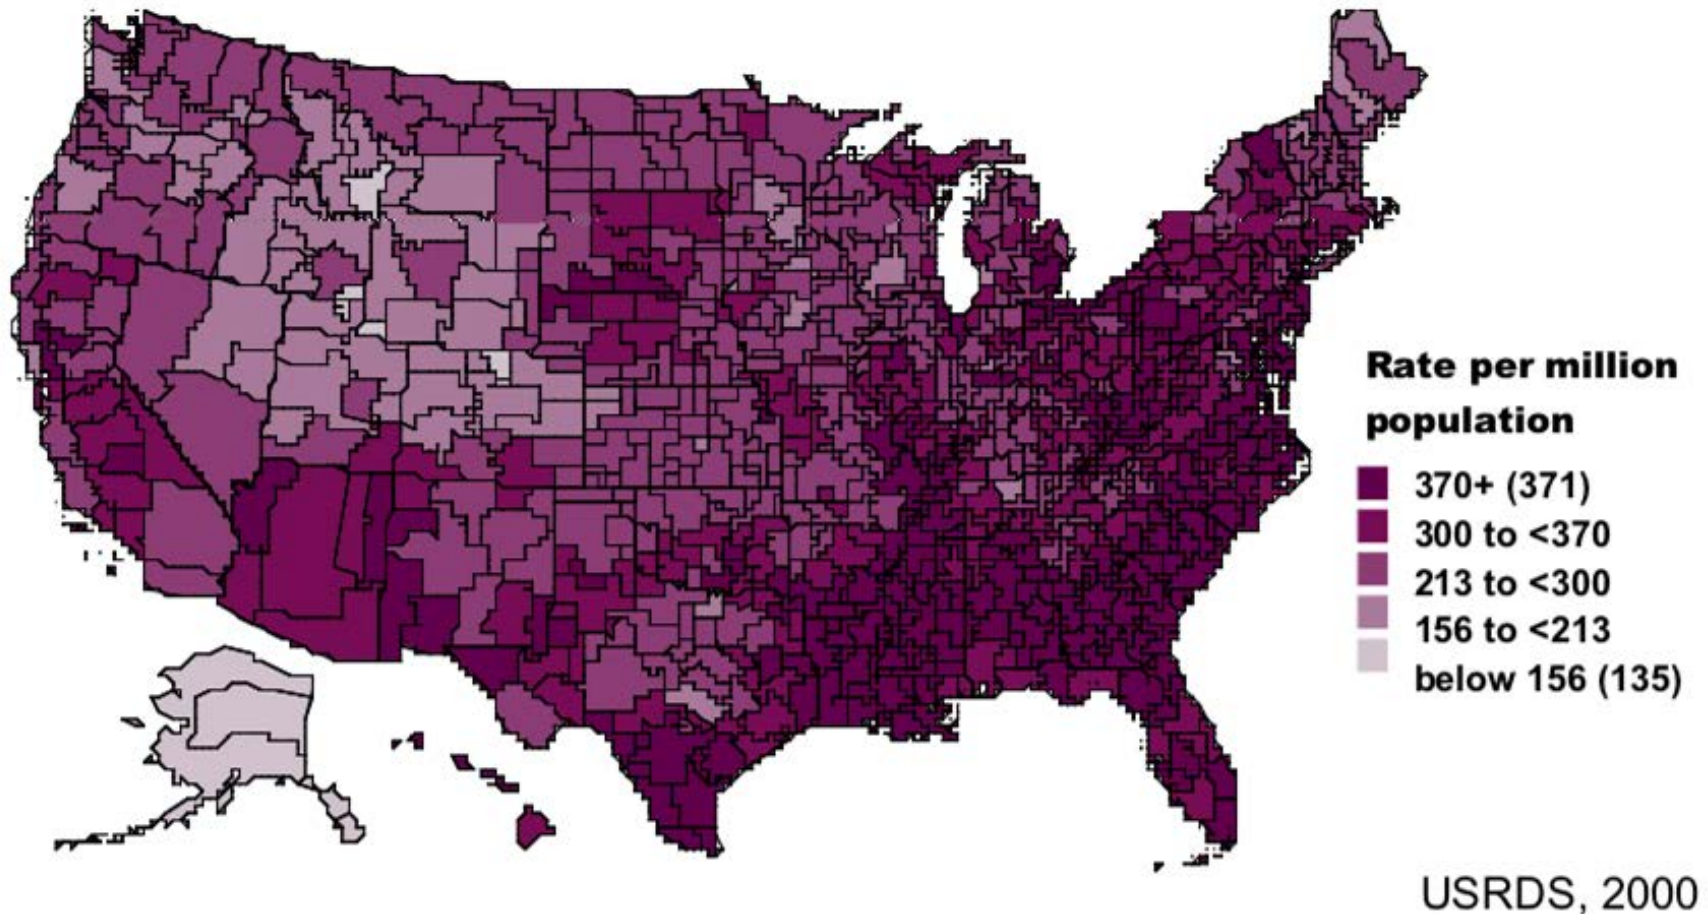 Rate per million
population
370+ (371)
300 to <370
213 to <300
156 to <213
below 156 (135)
USRDS, 2000